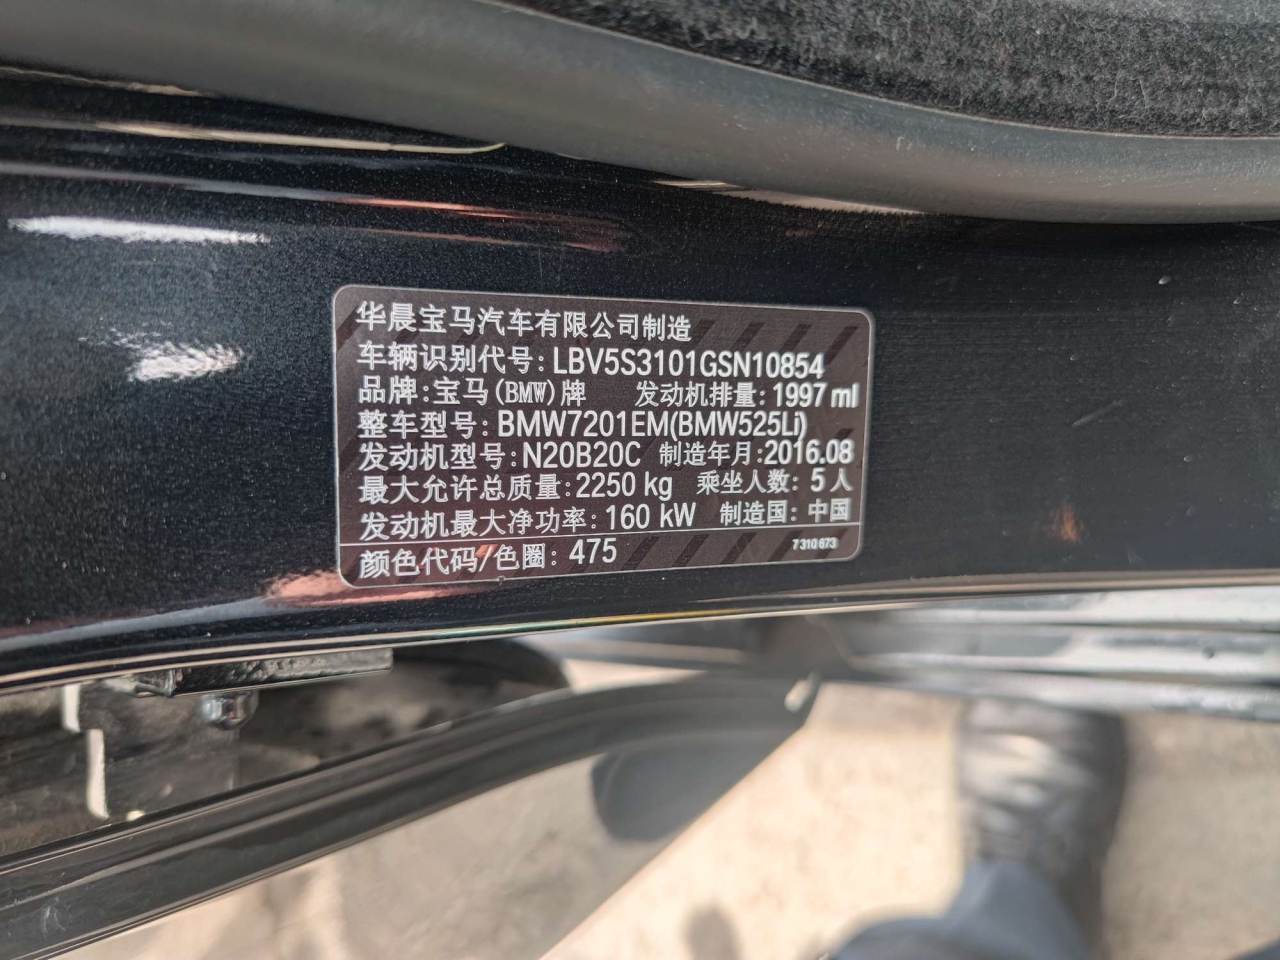 华晨宝马汽车有限公司制造
车辆识别代号: LBV5S3101GSN10854
品牌:宝马(BMW)牌 发动机排量: 1997 ml
整车型号: BMW7201EM(BMW525Li)
发动机型号: N20B20C 制造年月:2016.08
最大允许总质量: 2250 kg 乘坐人数: 5人
发动机最大净功率: 160 kW 制造国: 中国
颜色代码/色圈: 475 7310673